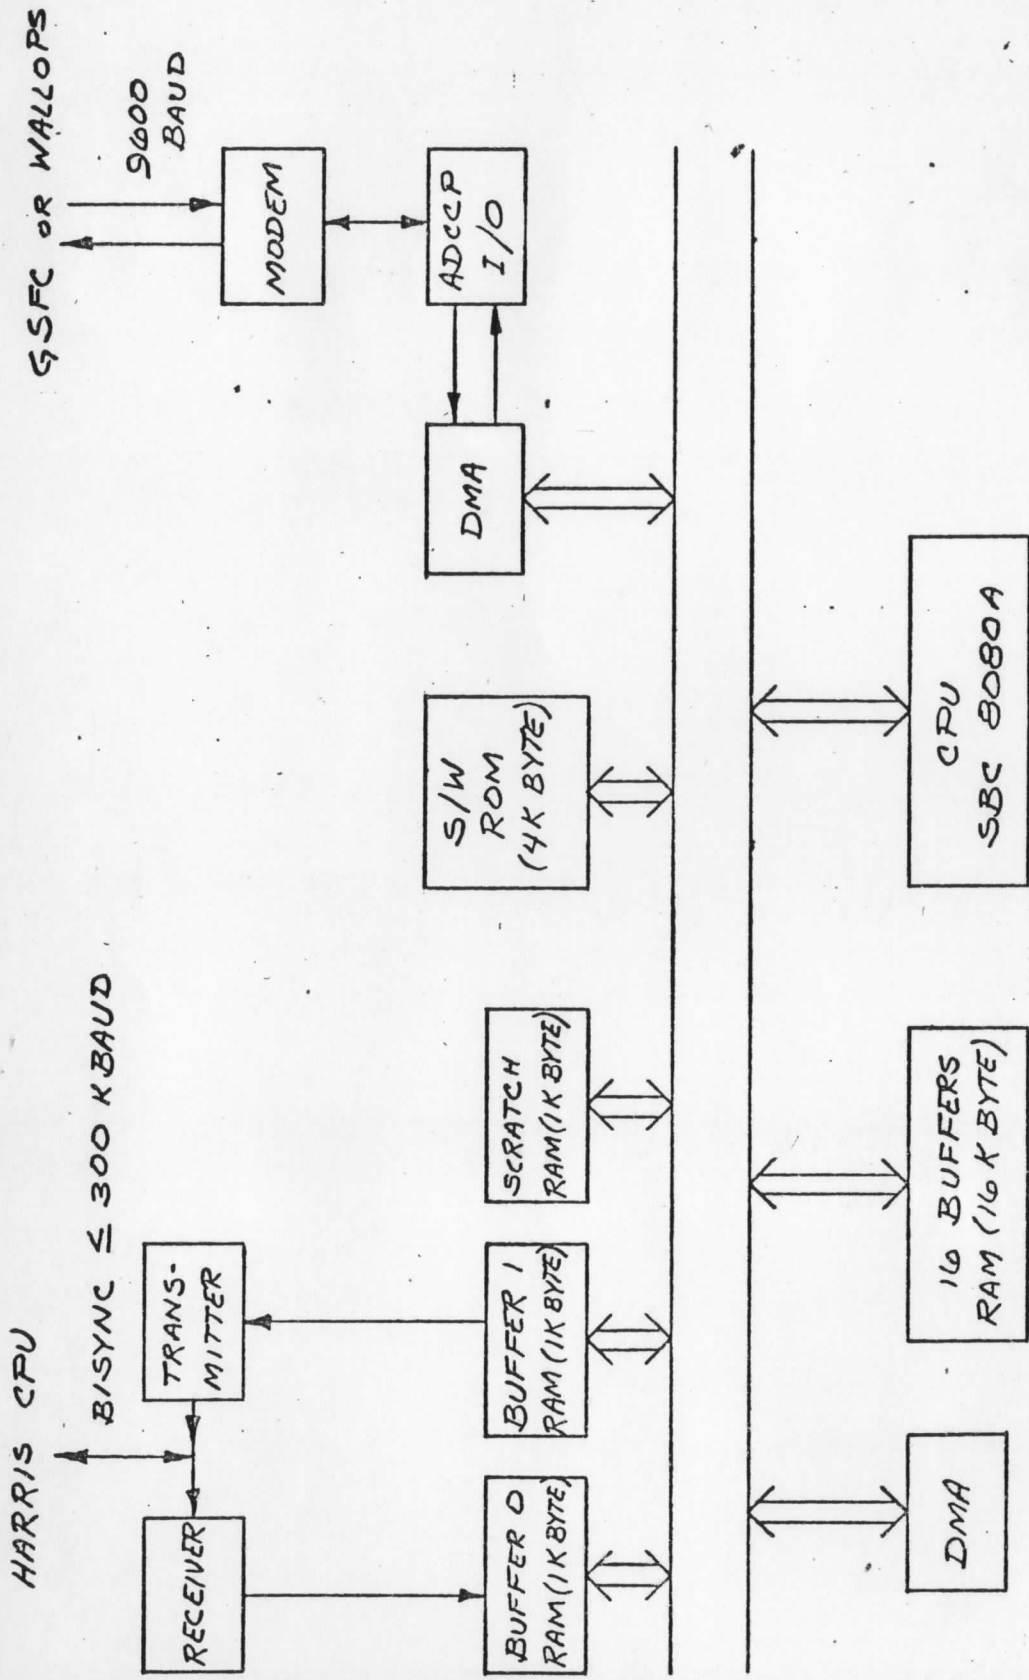 HARRIS CPU
BISYNC ≤ 300 KBAUD
GSFC OR WALLOPS
9600
BAUD
RECEIVER
TRANS-
MITTER
MODEM
BUFFER 0
RAM (1K BYTE)
BUFFER 1
RAM (1K BYTE)
SCRATCH
RAM (1K BYTE)
S/W
ROM
(4K BYTE)
DMA
ADCCP
I/O
DMA
16 BUFFERS
RAM (16 K BYTE)
CPU
SBC 8080A